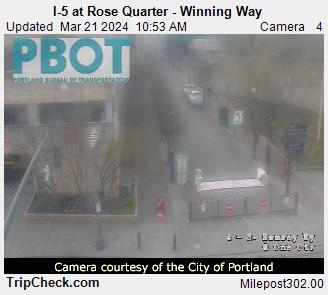 I-5 at Rose Quarter - Winning Way
Updated Mar 21 2024 10:53 AM Camera 4
PBOT
PORTLAND BUREAU OF TRANSPORTATION
Camera courtesy of the City of Portland
TripCheck.com Milepost302.00